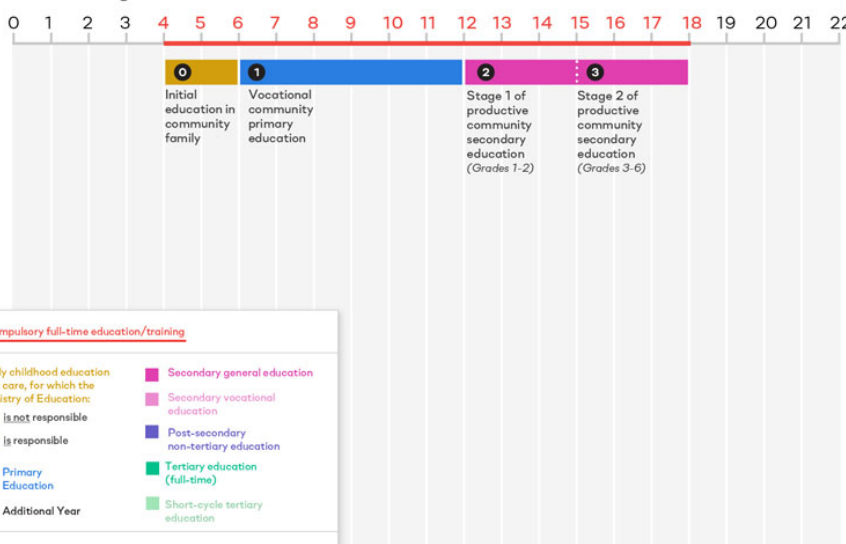 0 1 2 3 4 5 6 7 8 9 10 11 12 13 14 15 16 17 18 19 20 21 22
0
1
2
3
Initial
education in
community
family
Vocational
community
primary
education
Stage 1 of
productive
community
secondary
education
(Grades 1-2)
Stage 2 of
productive
community
secondary
education
(Grades 3-6)
mpulsory full-time education/training
ly childhood education
care, for which the
istry of Education:
is not responsible
is responsible
Primary
Education
Additional Year
Secondary general education
Secondary vocational
education
Post-secondary
non-tertiary education
Tertiary education
(full-time)
Short-cycle tertiary
education